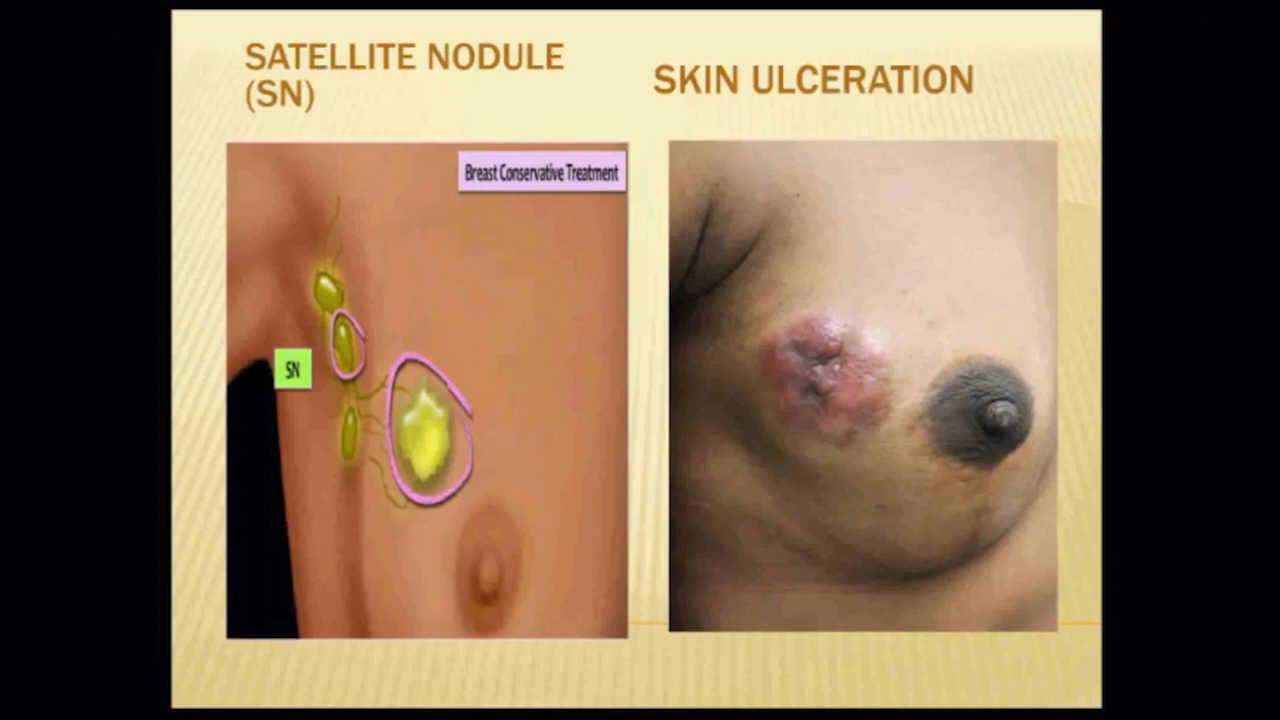 SATELLITE NODULE
(SN)
SKIN ULCERATION
Breast Conservative Treatment
SN